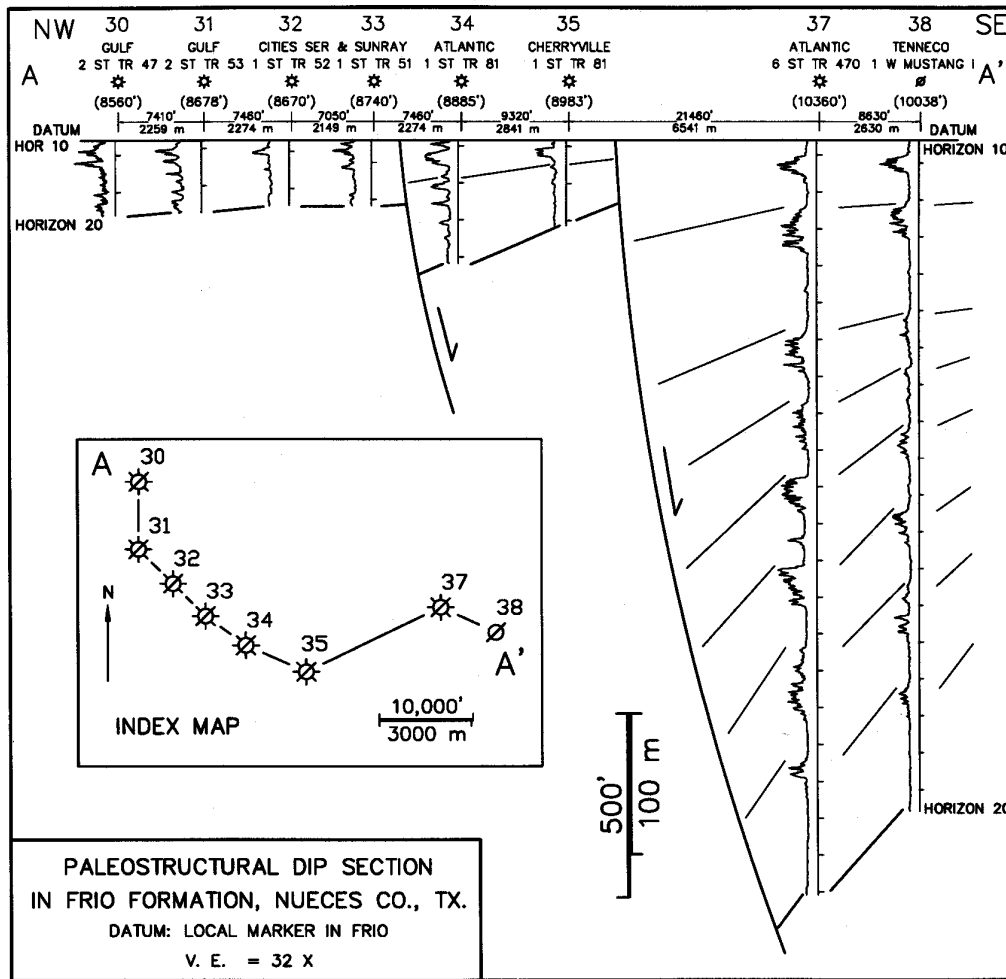 NW 30 31 32 33 34 35 37 38 SE
GULF GULF CITIES SER & SUNRAY ATLANTIC CHERRYVILLE ATLANTIC TENNECO
A 2 ST TR 47 2 ST TR 53 1 ST TR 52 1 ST TR 51 1 ST TR 81 1 ST TR 81 6 ST TR 470 1 W MUSTANG I A'
(8560') (8678') (8670') (8740') (8885') (8983') (10360') (10038')
7410' 7460' 7050' 7460' 9320' 21460' 8630'
DATUM 2259 m 2274 m 2149 m 2274 m 2841 m 6541 m 2630 m DATUM
HOR 10 HORIZON 10
HORIZON 20
A 30
31
32
N 33 37
34 38
35 A'
10,000'
INDEX MAP 3000 m
500' 100 m
HORIZON 20
PALEOSTRUCTURAL DIP SECTION
IN FRIO FORMATION, NUECES CO., TX.
DATUM: LOCAL MARKER IN FRIO
V. E. = 32 X